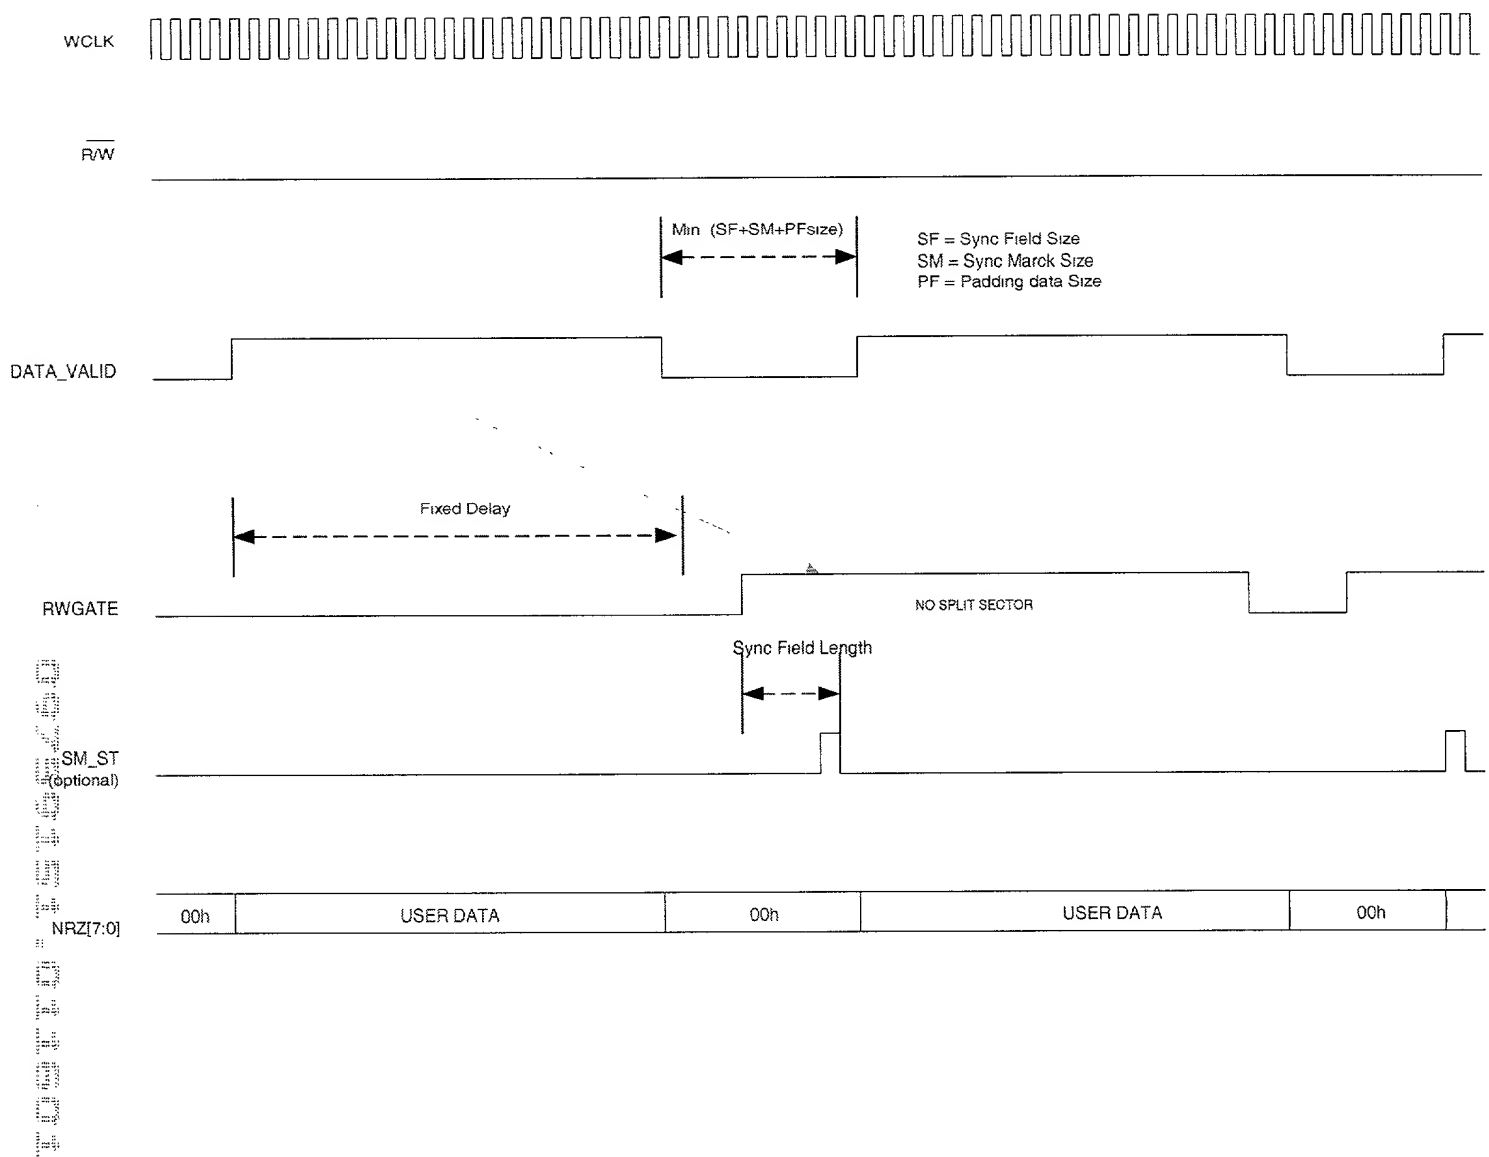 WCLK
R/W
Min (SF+SM+PFsize)
SF = Sync Field Size
SM = Sync Marck Size
PF = Padding data Size
DATA_VALID
Fixed Delay
RWGATE
NO SPLIT SECTOR
Sync Field Length
SM_ST
(optional)
00h USER DATA 00h USER DATA 00h
NRZ[7:0]